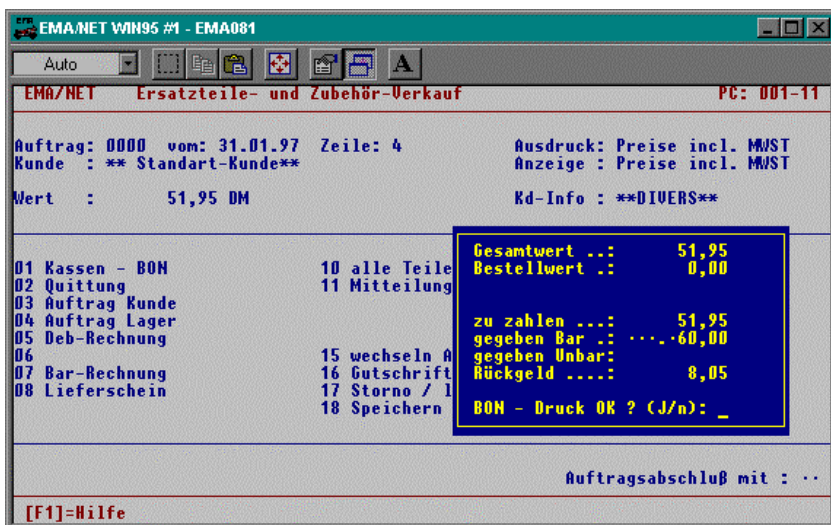 EMA/NET WIN95 #1 - EMA081
Auto
EMA/NET Ersatzteile- und Zubehör-Verkauf PC: 001-11
Auftrag: 0000 vom: 31.01.97 Zeile: 4 Ausdruck: Preise incl. MWST
Kunde : ** Standart-Kunde** Anzeige : Preise incl. MWST
Wert : 51,95 DM Kd-Info : **DIVERS**
01 Kassen - BON 10 alle Teile
02 Quittung 11 Mitteilung
03 Auftrag Kunde
04 Auftrag Lager
05 Deb-Rechnung
06 15 wechseln A
07 Bar-Rechnung 16 Gutschrift
08 Lieferschein 17 Storno / l
18 Speichern
Gesamtwert ..: 51,95
Bestellwert .: 0,00
zu zahlen ...: 51,95
gegeben Bar .: ···.·60,00
gegeben Unbar:
Rückgeld ....: 8,05
BON - Druck OK ? (J/n): _
Auftragsabschluß mit : ··
[F1]=Hilfe